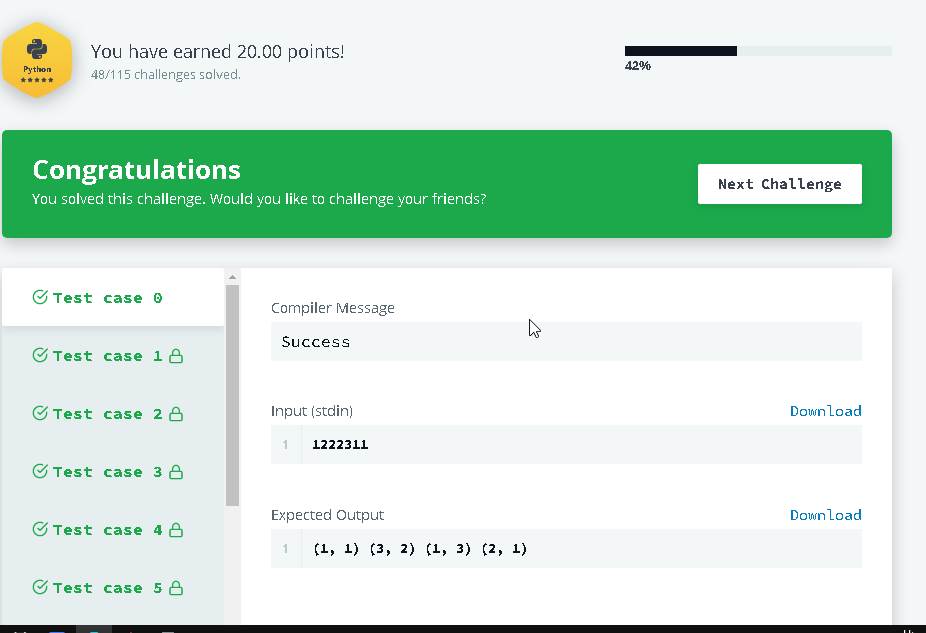 Python
★★★★★
You have earned 20.00 points!
48/115 challenges solved.
42%
Congratulations
You solved this challenge. Would you like to challenge your friends?
Next Challenge
Test case 0
Test case 1
Test case 2
Test case 3
Test case 4
Test case 5
Compiler Message
Success
Input (stdin)
Download
1 1222311
Expected Output
Download
1 (1, 1) (3, 2) (1, 3) (2, 1)